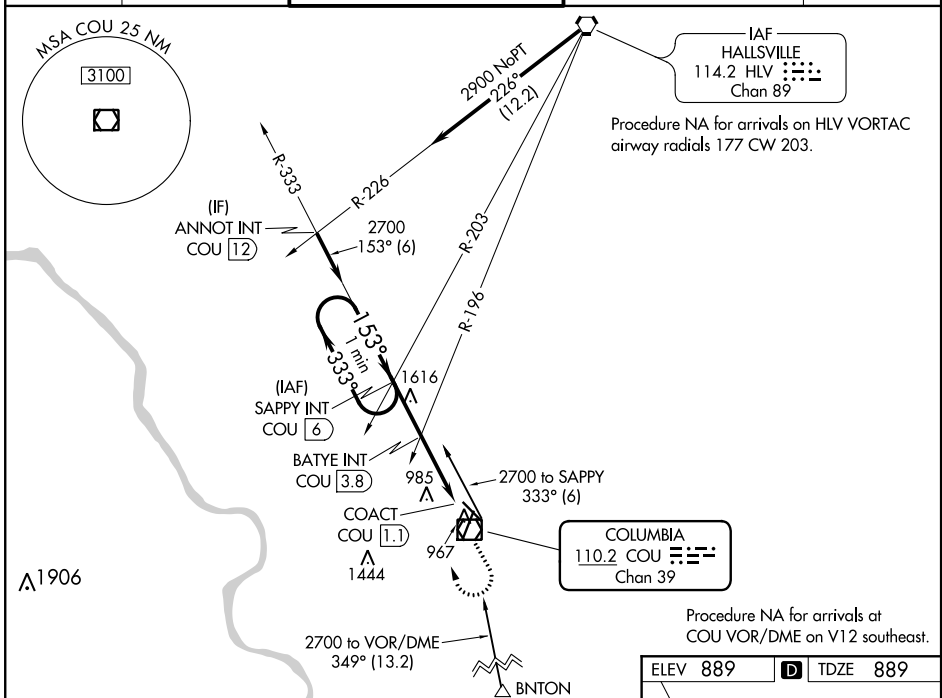 MSA COU 25 NM
3100
IAF
HALLSVILLE
114.2 HLV
Chan 89
Procedure NA for arrivals on HLV VORTAC
airway radials 177 CW 203.
2900 NoPT
226°
(12.2)
R-333
R-226
R-203
R-196
(IF)
ANNOT INT
COU 12
2700
153° (6)
153°
1 min
333°
1616
(IAF)
SAPPY INT
COU 6
BATYE INT
COU 3.8
985
2700 to SAPPY
333° (6)
COACT
COU 1.1
967
1444
COLUMBIA
110.2 COU
Chan 39
1906
Procedure NA for arrivals at
COU VOR/DME on V12 southeast.
2700 to VOR/DME
349° (13.2)
BNTON
ELEV 889 D TDZE 889